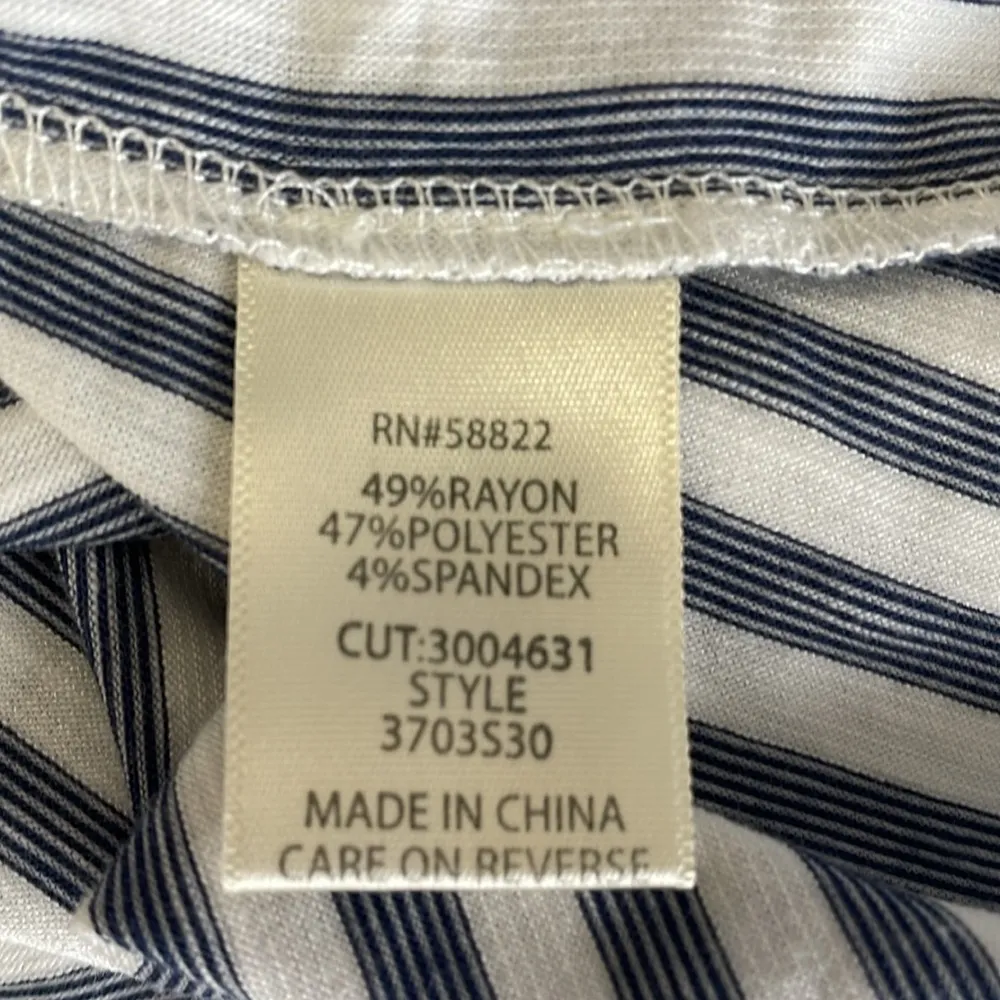 RN#58822
49%RAYON
47%POLYESTER
4%SPANDEX
CUT:3004631
STYLE
3703S30
MADE IN CHINA
CARE ON REVERSE